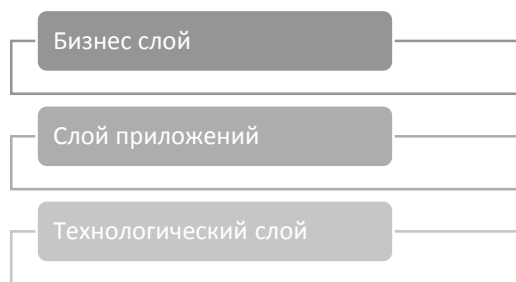 Бизнес слой
Слой приложений
Технологический слой